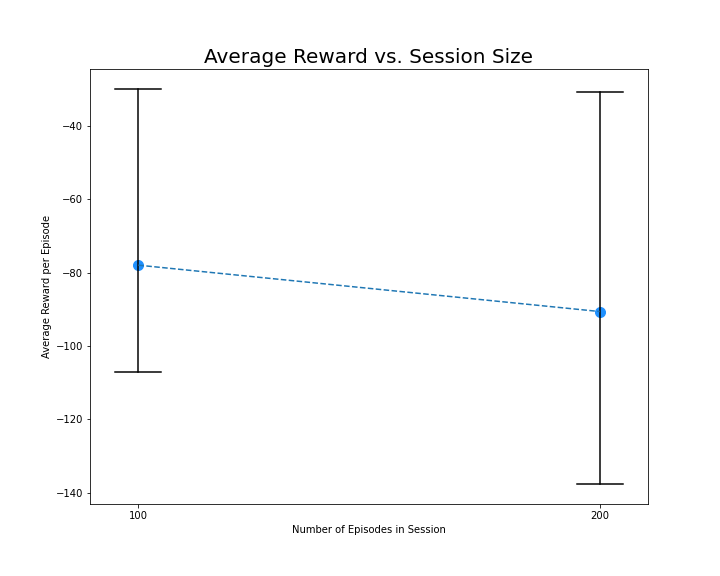 Average Reward vs. Session Size
Average Reward per Episode
−40
−60
−80
−100
−120
−140
100
200
Number of Episodes in Session